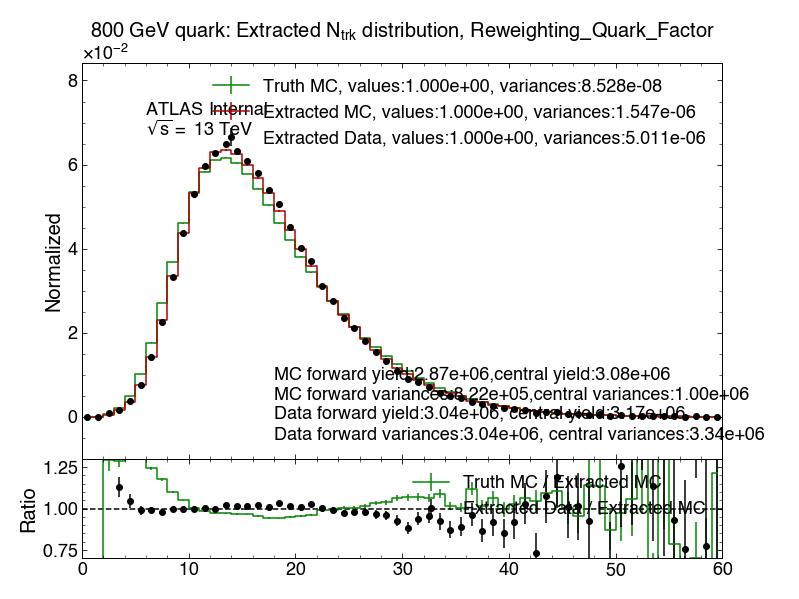 800 GeV quark: Extracted Ntrk distribution, Reweighting_Quark_Factor
×10−2
Truth MC, values:1.000e+00, variances:8.528e-08
ATLAS Internal
Extracted MC, values:1.000e+00, variances:1.547e-06
√s = 13 TeV
Extracted Data, values:1.000e+00, variances:5.011e-06
8
6
4
2
0
Normalized
MC forward yield:2.87e+06,central yield:3.08e+06
MC forward variances:8.22e+05,central variances:1.00e+06
Data forward yield:3.04e+06, central yield:3.17e+06
Data forward variances:3.04e+06, central variances:3.34e+06
1.25
1.00
0.75
Ratio
Truth MC / Extracted MC
Extracted Data / Extracted MC
0 10 20 30 40 50 60